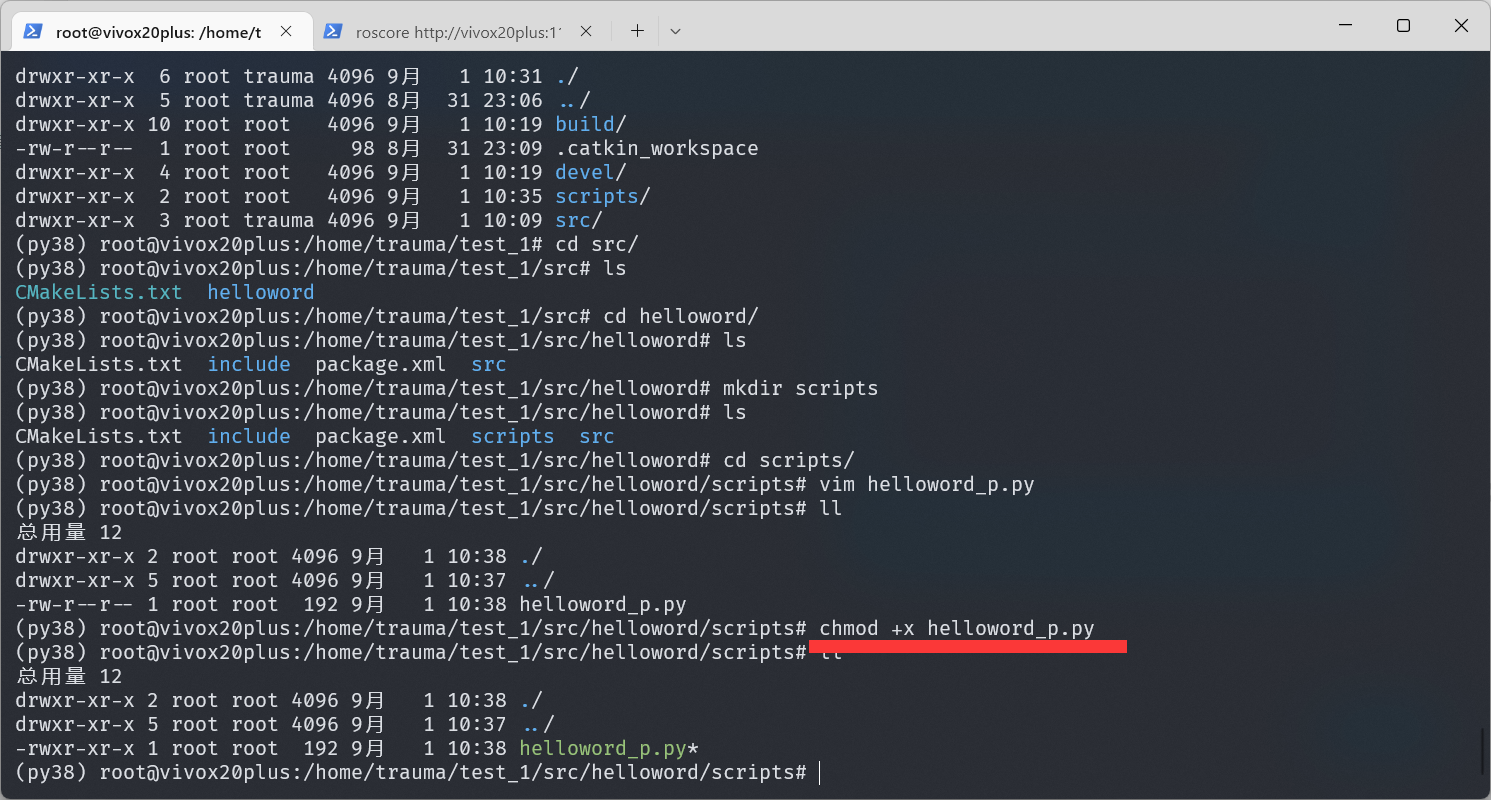 root@vivox20plus: /home/t
roscore http://vivox20plus:11
drwxr-xr-x  6 root trauma 4096 9月   1 10:31 ./
drwxr-xr-x  5 root trauma 4096 8月  31 23:06 ../
drwxr-xr-x 10 root root   4096 9月   1 10:19 build/
-rw-r--r--  1 root root     98 8月  31 23:09 .catkin_workspace
drwxr-xr-x  4 root root   4096 9月   1 10:19 devel/
drwxr-xr-x  2 root root   4096 9月   1 10:35 scripts/
drwxr-xr-x  3 root trauma 4096 9月   1 10:09 src/
(py38) root@vivox20plus:/home/trauma/test_1# cd src/
(py38) root@vivox20plus:/home/trauma/test_1/src# ls
CMakeLists.txt  helloword
(py38) root@vivox20plus:/home/trauma/test_1/src# cd helloword/
(py38) root@vivox20plus:/home/trauma/test_1/src/helloword# ls
CMakeLists.txt  include  package.xml  src
(py38) root@vivox20plus:/home/trauma/test_1/src/helloword# mkdir scripts
(py38) root@vivox20plus:/home/trauma/test_1/src/helloword# ls
CMakeLists.txt  include  package.xml  scripts  src
(py38) root@vivox20plus:/home/trauma/test_1/src/helloword# cd scripts/
(py38) root@vivox20plus:/home/trauma/test_1/src/helloword/scripts# vim helloword_p.py
(py38) root@vivox20plus:/home/trauma/test_1/src/helloword/scripts# ll
总用量 12
drwxr-xr-x 2 root root 4096 9月   1 10:38 ./
drwxr-xr-x 5 root root 4096 9月   1 10:37 ../
-rw-r--r-- 1 root root  192 9月   1 10:38 helloword_p.py
(py38) root@vivox20plus:/home/trauma/test_1/src/helloword/scripts# chmod +x helloword_p.py
(py38) root@vivox20plus:/home/trauma/test_1/src/helloword/scripts# ll
总用量 12
drwxr-xr-x 2 root root 4096 9月   1 10:38 ./
drwxr-xr-x 5 root root 4096 9月   1 10:37 ../
-rwxr-xr-x 1 root root  192 9月   1 10:38 helloword_p.py*
(py38) root@vivox20plus:/home/trauma/test_1/src/helloword/scripts#